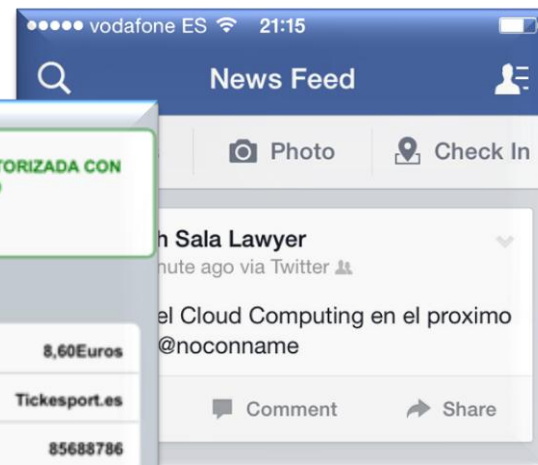 vodafone ES 21:15
News Feed
Photo Check In
TORIZADA CON
h Sala Lawyer
nute ago via Twitter
el Cloud Computing en el proximo
@noconname
8,60Euros
Tickesport.es
Comment Share
85688786